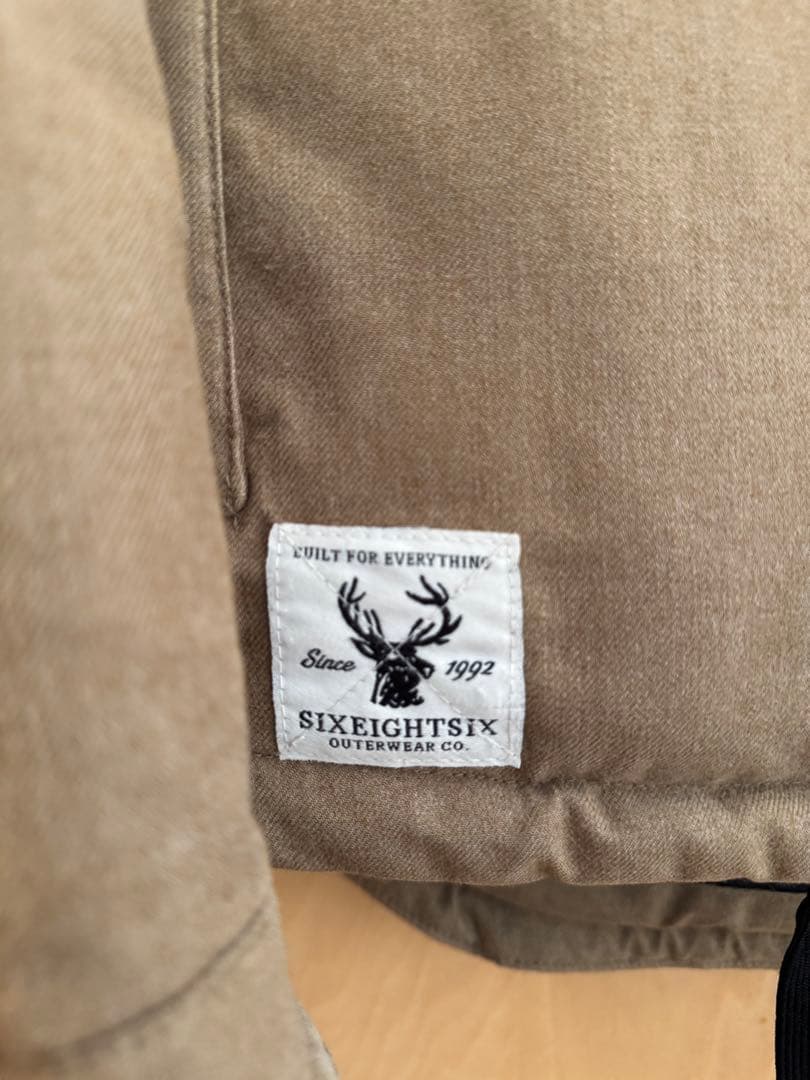 BUILT FOR EVERYTHING
Since 1992
SIXEIGHTSIX
OUTERWEAR CO.